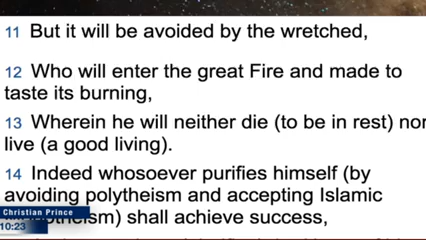 11 But it will be avoided by the wretched,
12 Who will enter the great Fire and made to
taste its burning,
13 Wherein he will neither die (to be in rest) nor
live (a good living).
14 Indeed whosoever purifies himself (by
avoiding polytheism and accepting Islamic
Christian Prince
theism) shall achieve success,
10:23